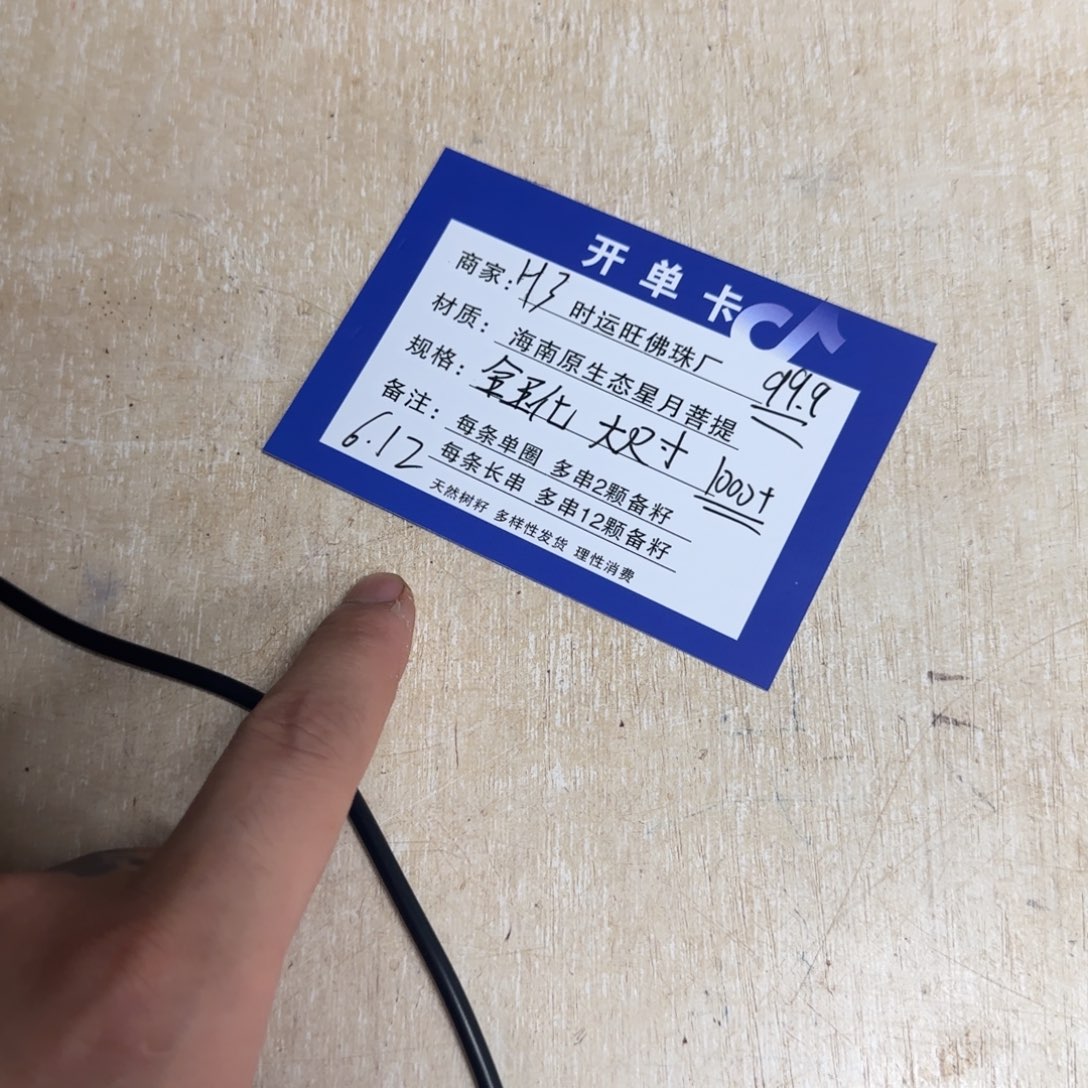 开单卡
商家: H3 时运旺佛珠厂 99.9
材质: 海南原生态星月菩提
规格: 金玉化 大尺寸 1000+
备注: 每条单圈 多串2颗备籽
6.12 每条长串 多串12颗备籽
天然树籽 多样性发货 理性消费